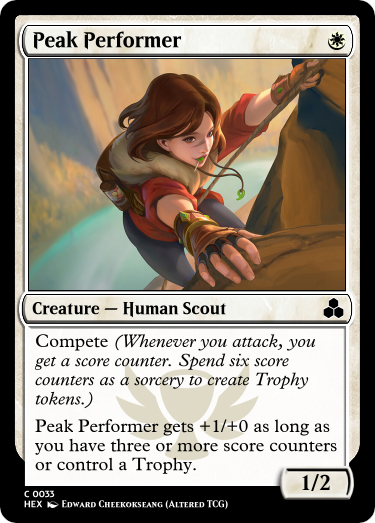 Peak Performer
Creature — Human Scout
Compete (Whenever you attack, you
get a score counter. Spend six score
counters as a sorcery to create Trophy
tokens.)
Peak Performer gets +1/+0 as long as
you have three or more score counters
or control a Trophy.
1/2
C 0033
HEX Edward Cheekokseang (Altered TCG)